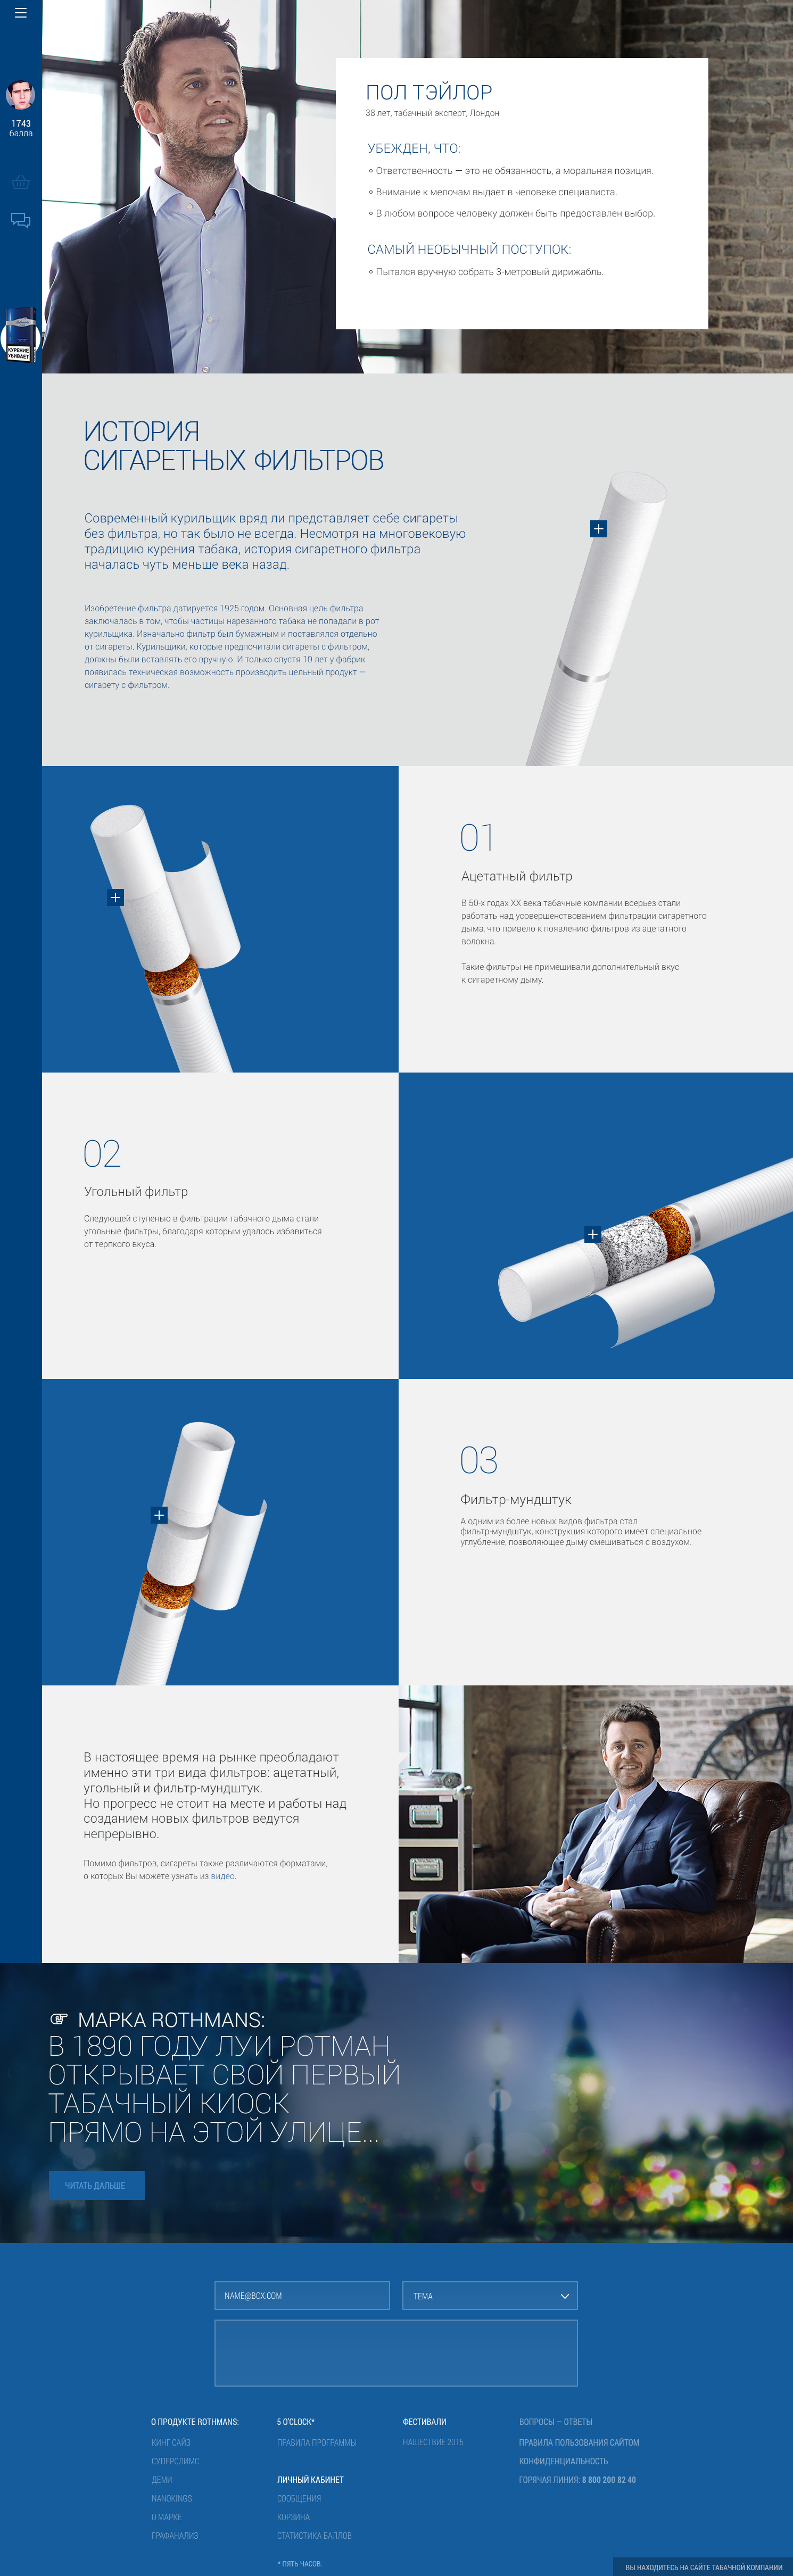 1743
балла
КУРЕНИЕ
УБИВАЕТ
ПОЛ ТЭЙЛОР
38 лет, табачный эксперт, Лондон
УБЕЖДЕН, ЧТО:
Ответственность — это не обязанность, а моральная позиция.
Внимание к мелочам выдает в человеке специалиста.
В любом вопросе человеку должен быть предоставлен выбор.
САМЫЙ НЕОБЫЧНЫЙ ПОСТУПОК:
Пытался вручную собрать 3-метровый дирижабль.
ИСТОРИЯ
СИГАРЕТНЫХ ФИЛЬТРОВ
Современный курильщик вряд ли представляет себе сигареты
без фильтра, но так было не всегда. Несмотря на многовековую
традицию курения табака, история сигаретного фильтра
началась чуть меньше века назад.
Изобретение фильтра датируется 1925 годом. Основная цель фильтра
заключалась в том, чтобы частицы нарезанного табака не попадали в рот
курильщика. Изначально фильтр был бумажным и поставлялся отдельно
от сигареты. Курильщики, которые предпочитали сигареты с фильтром,
должны были вставлять его вручную. И только спустя 10 лет у фабрик
появилась техническая возможность производить цельный продукт —
сигарету с фильтром.
01
Ацетатный фильтр
В 50-х годах XX века табачные компании всерьез стали
работать над усовершенствованием фильтрации сигаретного
дыма, что привело к появлению фильтров из ацетатного
волокна.
Такие фильтры не примешивали дополнительный вкус
к сигаретному дыму.
02
Угольный фильтр
Следующей ступенью в фильтрации табачного дыма стали
угольные фильтры, благодаря которым удалось избавиться
от терпкого вкуса.
03
Фильтр-мундштук
А одним из более новых видов фильтра стал
фильтр-мундштук, конструкция которого имеет специальное
углубление, позволяющее дыму смешиваться с воздухом.
В настоящее время на рынке преобладают
именно эти три вида фильтров: ацетатный,
угольный и фильтр-мундштук.
Но прогресс не стоит на месте и работы над
созданием новых фильтров ведутся
непрерывно.
Помимо фильтров, сигареты также различаются форматами,
о которых Вы можете узнать из видео.
МАРКА ROTHMANS:
В 1890 ГОДУ ЛУИ РОТМАН
ОТКРЫВАЕТ СВОЙ ПЕРВЫЙ
ТАБАЧНЫЙ КИОСК
ПРЯМО НА ЭТОЙ УЛИЦЕ...
ЧИТАТЬ ДАЛЬШЕ
NAME@BOX.COM
ТЕМА
О ПРОДУКТЕ ROTHMANS:
КИНГ САЙЗ
СУПЕРСЛИМС
ДЕМИ
NANOKINGS
О МАРКЕ
ГРАФАНАЛИЗ
5 O'CLOCK*
ПРАВИЛА ПРОГРАММЫ
ЛИЧНЫЙ КАБИНЕТ
СООБЩЕНИЯ
КОРЗИНА
СТАТИСТИКА БАЛЛОВ
* ПЯТЬ ЧАСОВ.
ФЕСТИВАЛИ
НАШЕСТВИЕ 2015
ВОПРОСЫ – ОТВЕТЫ
ПРАВИЛА ПОЛЬЗОВАНИЯ САЙТОМ
КОНФИДЕНЦИАЛЬНОСТЬ
ГОРЯЧАЯ ЛИНИЯ: 8 800 200 82 40
ВЫ НАХОДИТЕСЬ НА САЙТЕ ТАБАЧНОЙ КОМПАНИИ